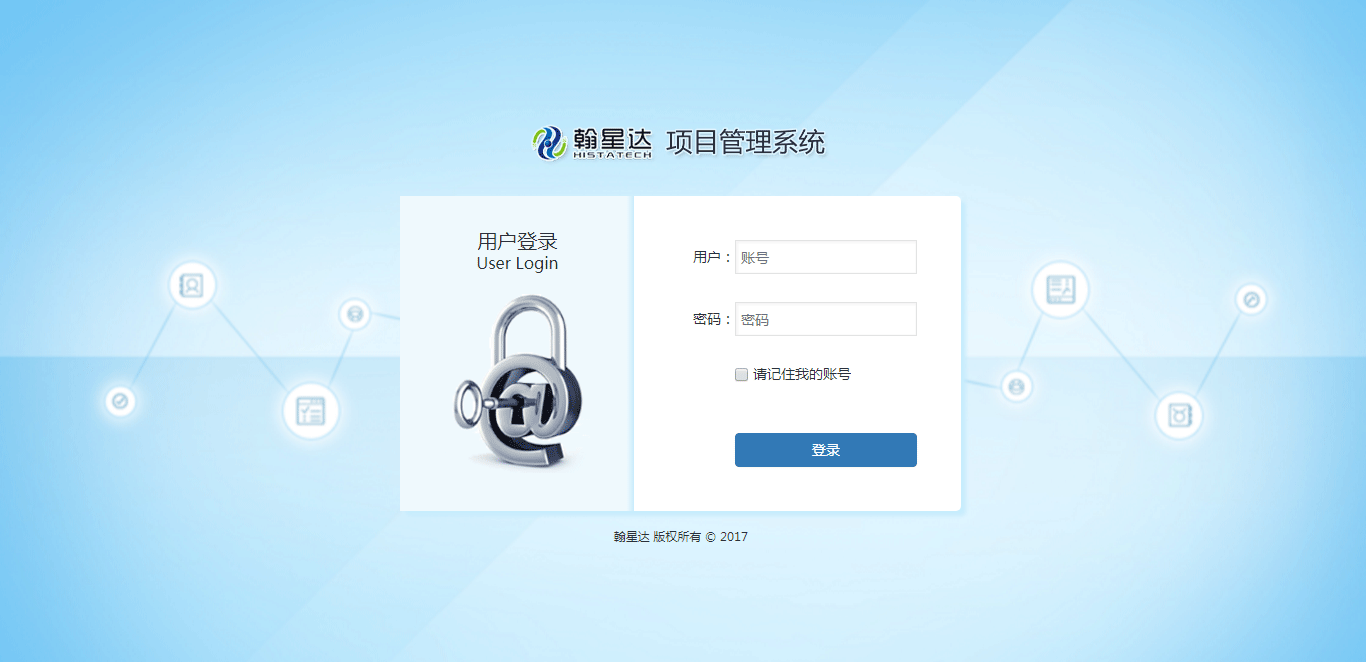 翰星达 项目管理系统
HISTATECH
用户登录
User Login
用户：
账号
密码：
密码
请记住我的账号
登录
翰星达 版权所有 © 2017